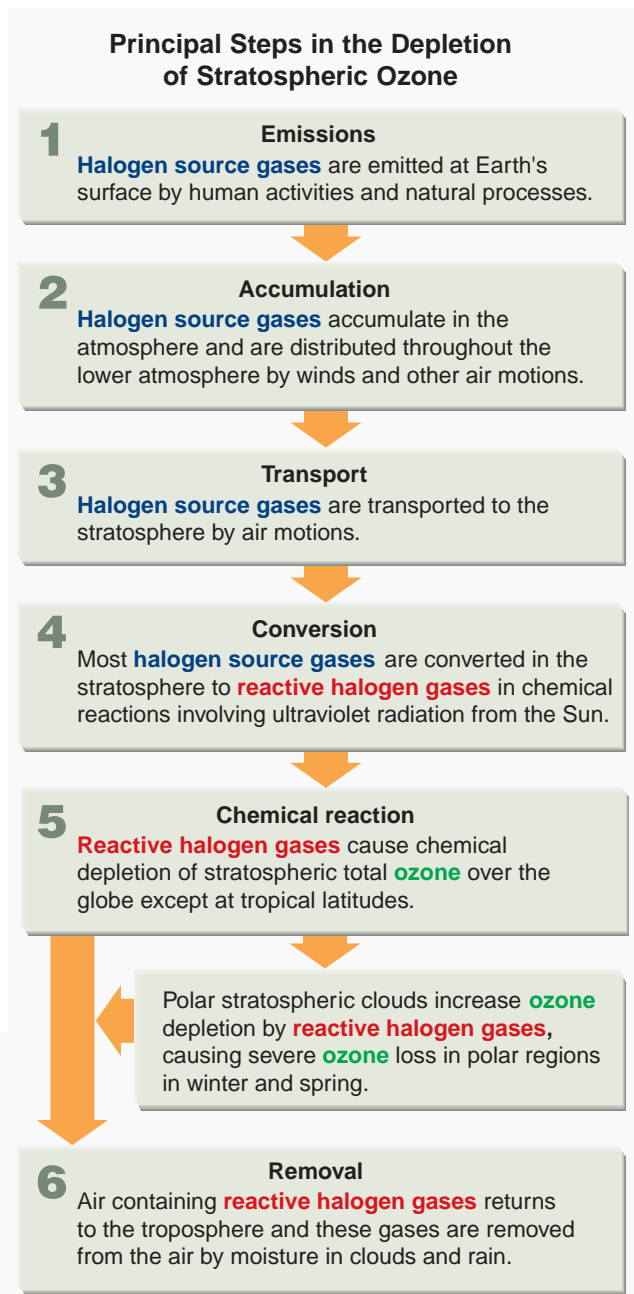 Principal Steps in the Depletion
of Stratospheric Ozone
1
Emissions
Halogen source gases are emitted at Earth's
surface by human activities and natural processes.
2
Accumulation
Halogen source gases accumulate in the
atmosphere and are distributed throughout the
lower atmosphere by winds and other air motions.
3
Transport
Halogen source gases are transported to the
stratosphere by air motions.
4
Conversion
Most halogen source gases are converted in the
stratosphere to reactive halogen gases in chemical
reactions involving ultraviolet radiation from the Sun.
5
Chemical reaction
Reactive halogen gases cause chemical
depletion of stratospheric total ozone over the
globe except at tropical latitudes.
Polar stratospheric clouds increase ozone
depletion by reactive halogen gases,
causing severe ozone loss in polar regions
in winter and spring.
6
Removal
Air containing reactive halogen gases returns
to the troposphere and these gases are removed
from the air by moisture in clouds and rain.